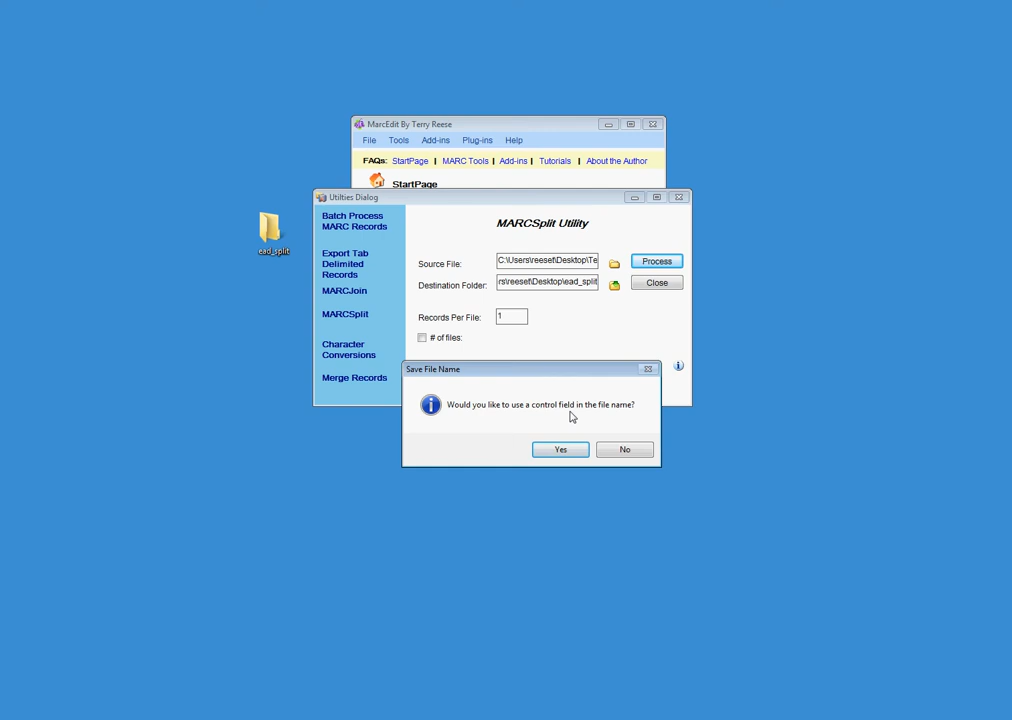 MarcEdit By Terry Reese
File Tools Add-ins Plug-ins Help
FAQs: StartPage | MARC Tools | Add-ins | Tutorials | About the Author
StartPage
Utilties Dialog
Batch Process
MARC Records
Export Tab
Delimited
Records
MARCJoin
MARCSplit
Character
Conversions
Merge Records
MARCSplit Utility
Source File: C:\Users\reeset\Desktop\Te Process
Destination Folder: rs\reeset\Desktop\ead_split Close
Records Per File: 1
# of files:
ead_split
Save File Name
Would you like to use a control field in the file name?
Yes No